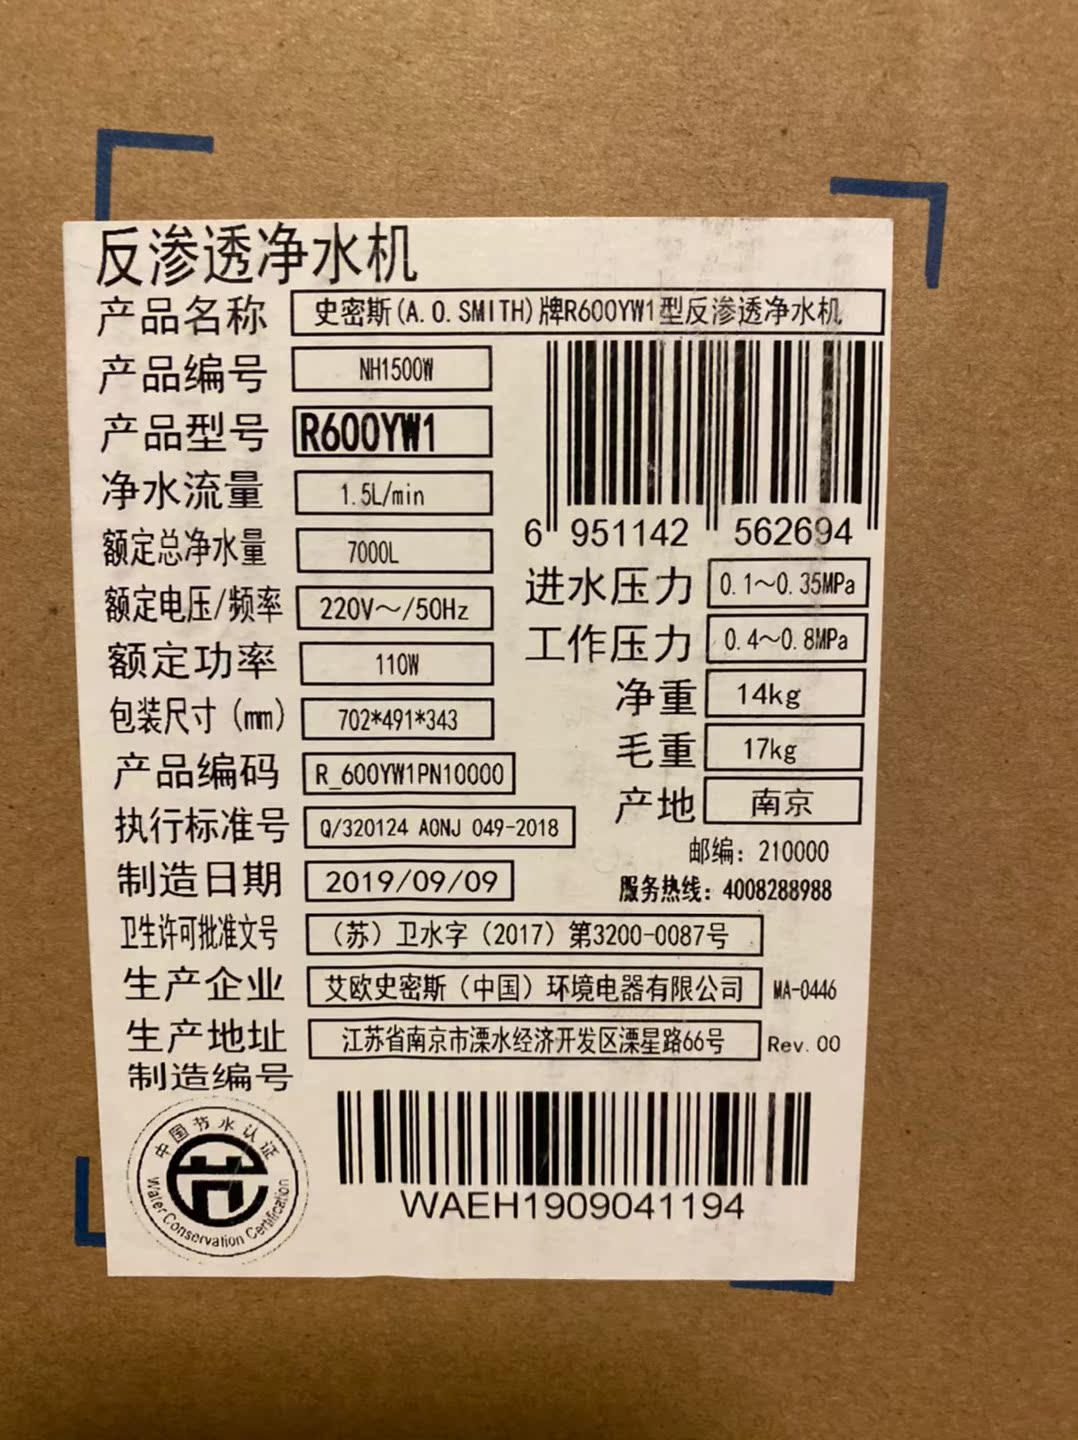 反渗透净水机
产品名称 史密斯(A.O.SMITH)牌R600YW1型反渗透净水机
产品编号 NH1500W
产品型号 R600YW1
净水流量 1.5L/min
6 951142 562694
额定总净水量 7000L
进水压力 0.1～0.35MPa
额定电压/频率 220V～/50Hz
工作压力 0.4～0.8MPa
额定功率 110W
净重 14kg
包装尺寸(mm) 702*491*343
毛重 17kg
产品编码 R_600YW1PN10000
产地 南京
执行标准号 Q/320124 AONJ 049-2018
邮编：210000
制造日期 2019/09/09
服务热线：4008288988
卫生许可批准文号 (苏)卫水字(2017)第3200-0087号
生产企业 艾欧史密斯(中国)环境电器有限公司 MA-0446
生产地址 江苏省南京市溧水经济开发区溧星路66号 Rev.00
制造编号
WAEH1909041194
中国节水认证
Water Conservation Certification